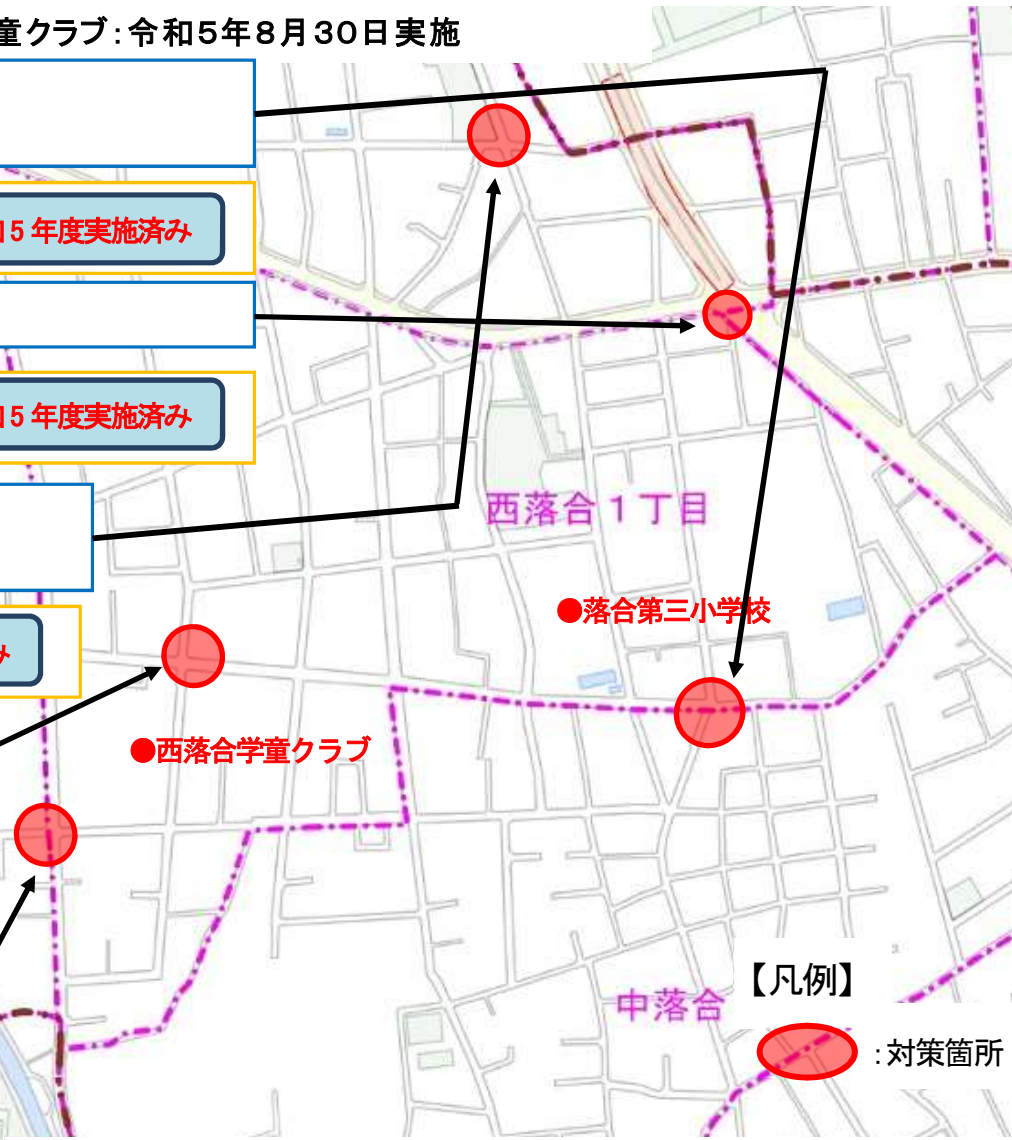 童クラブ:令和5年8月30日実施
5年度実施済み
5年度実施済み
西落合1丁目
●落合第三小学校
み
●西落合学童クラブ
【凡例】
中落合
:対策箇所